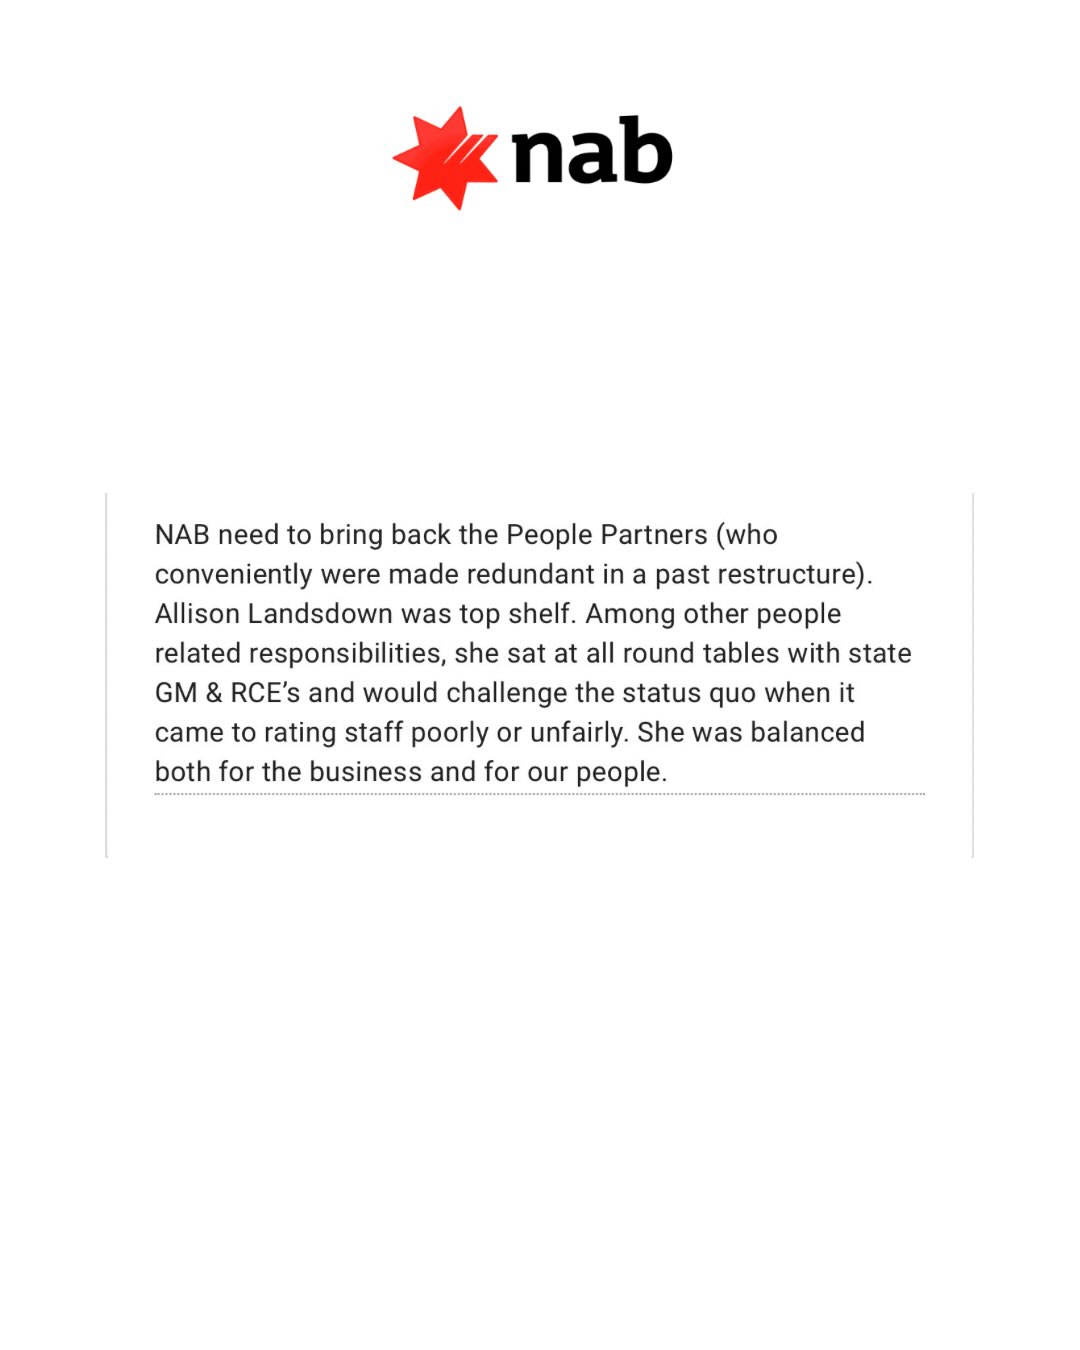 nab
NAB need to bring back the People Partners (who
conveniently were made redundant in a past restructure).
Allison Landsdown was top shelf. Among other people
related responsibilities, she sat at all round tables with state
GM & RCE’s and would challenge the status quo when it
came to rating staff poorly or unfairly. She was balanced
both for the business and for our people.